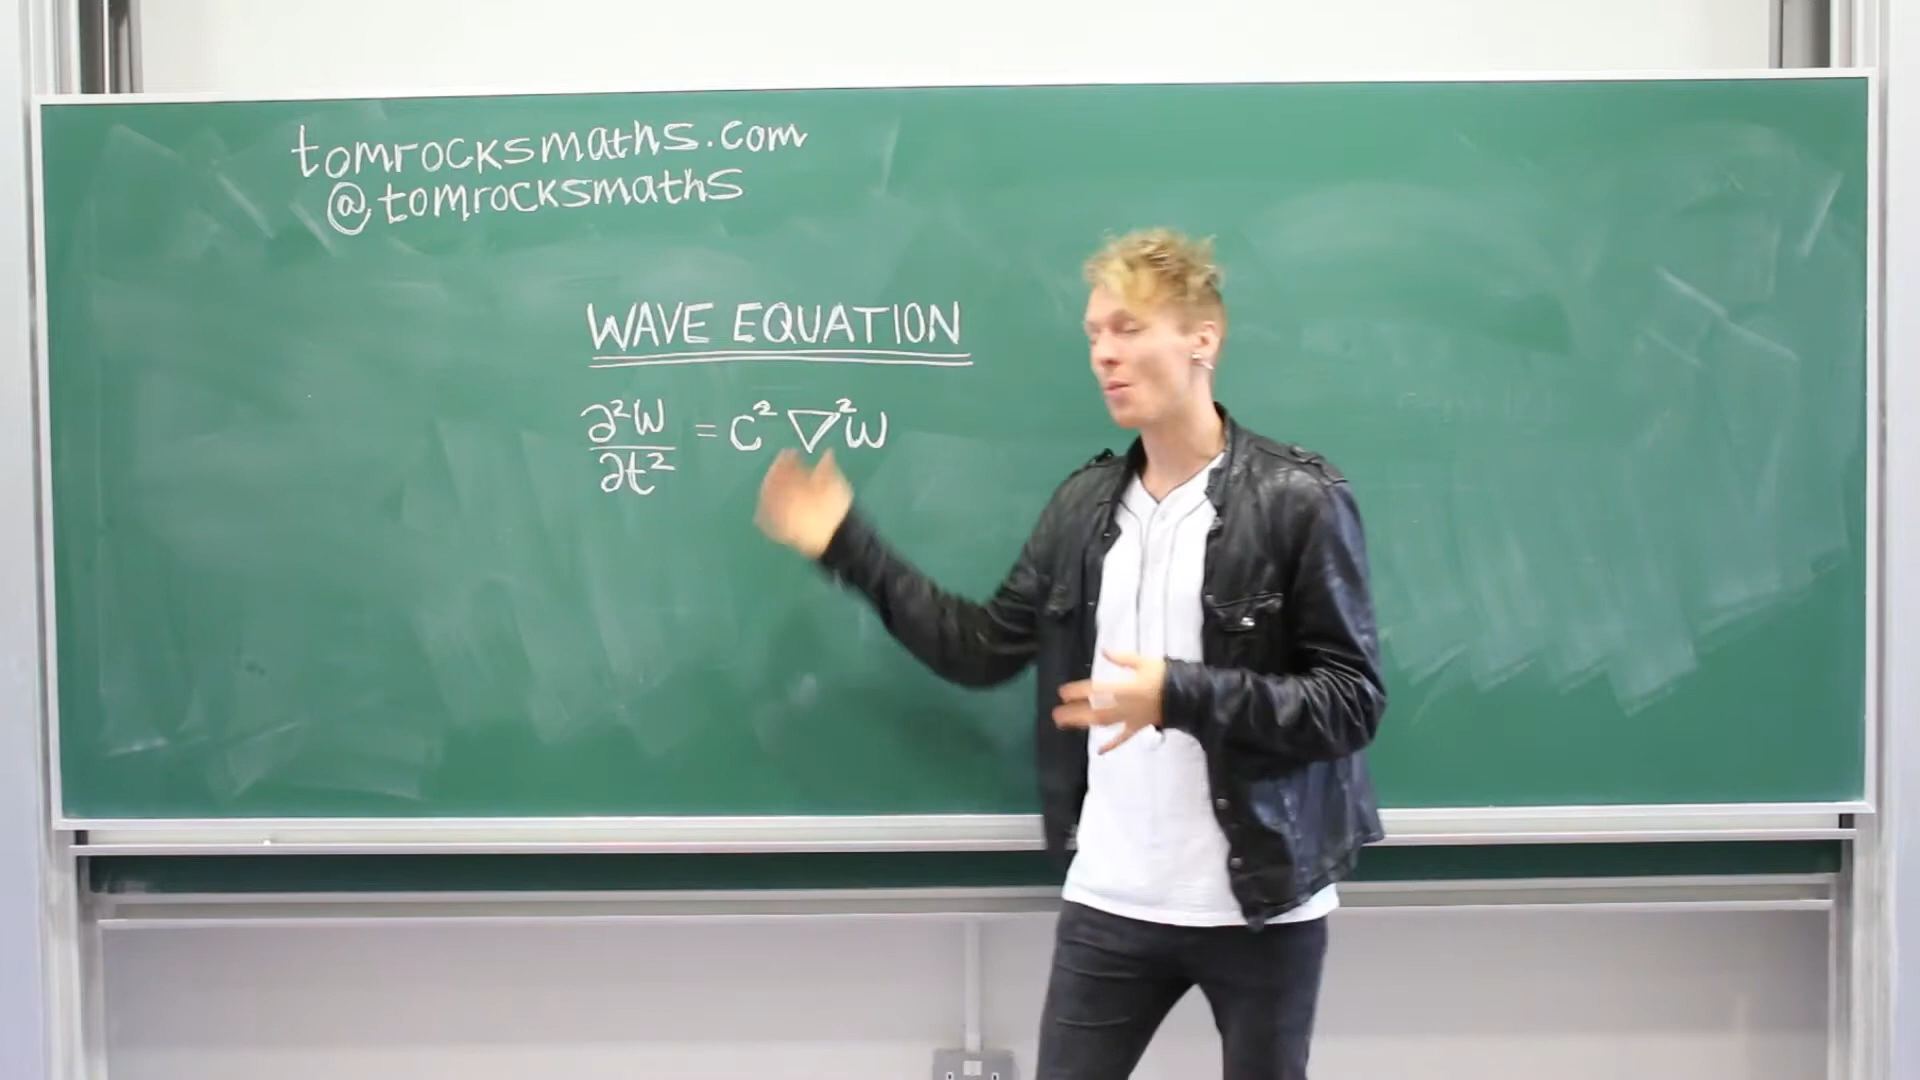 tomrocksmaths.com
@tomrocksmaths
WAVE EQUATION
∂²w/∂t² = c² ∇²w